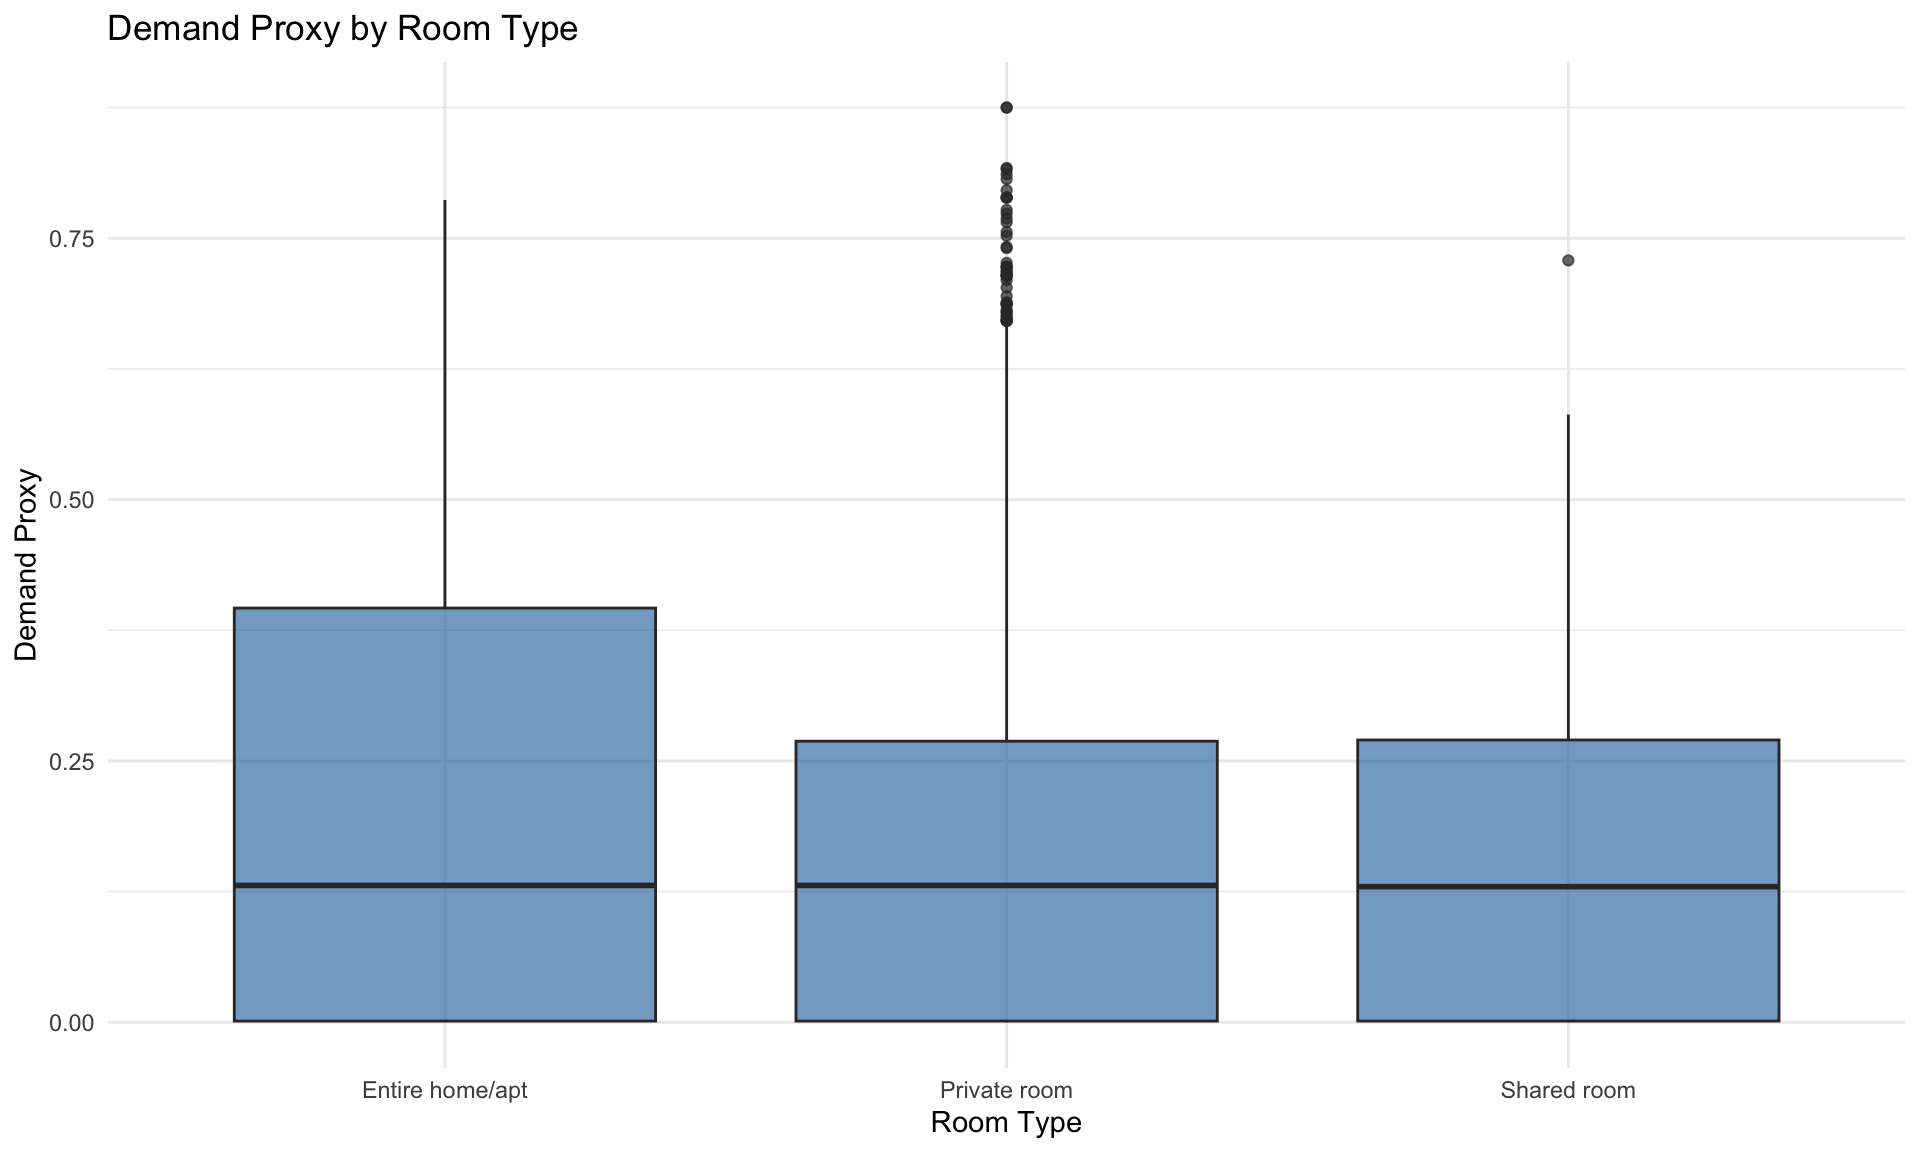 Demand Proxy by Room Type
Demand Proxy
0.75
0.50
0.25
0.00
Entire home/apt
Private room
Shared room
Room Type